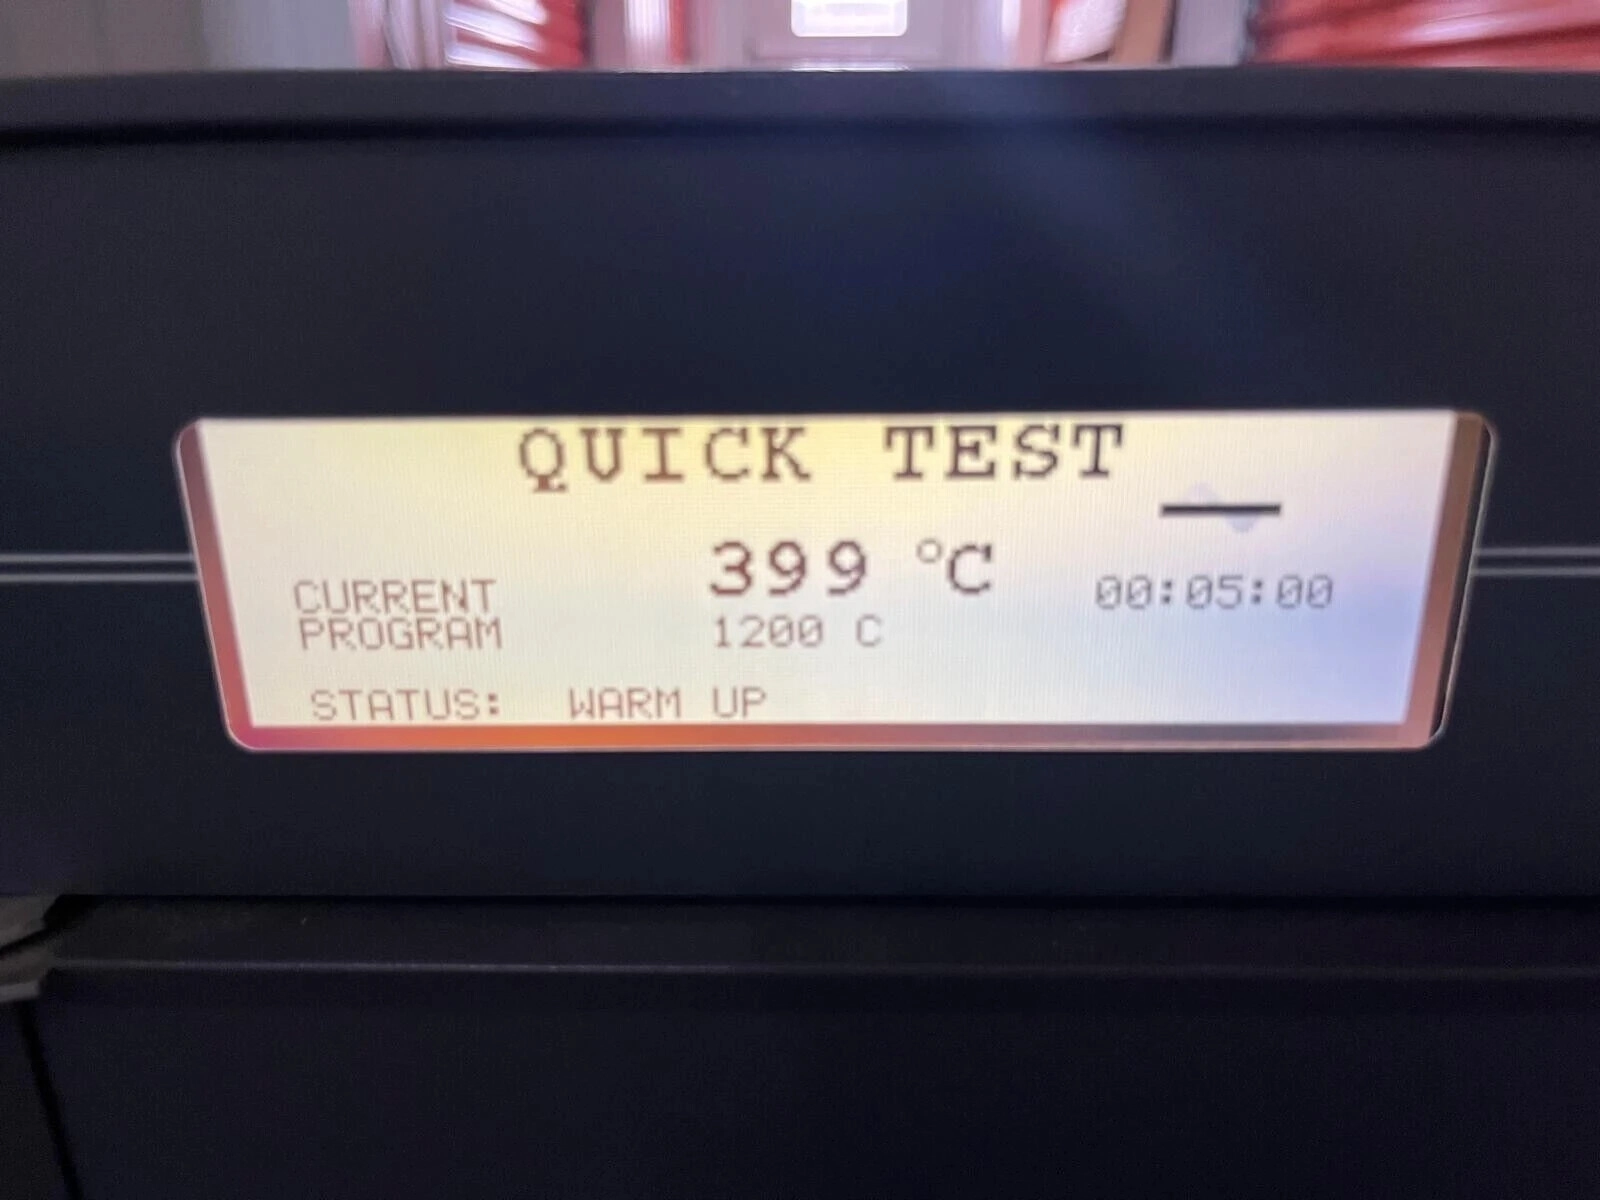 QUICK TEST
399 °C
CURRENT 00:05:00
PROGRAM 1200 C
STATUS: WARM UP